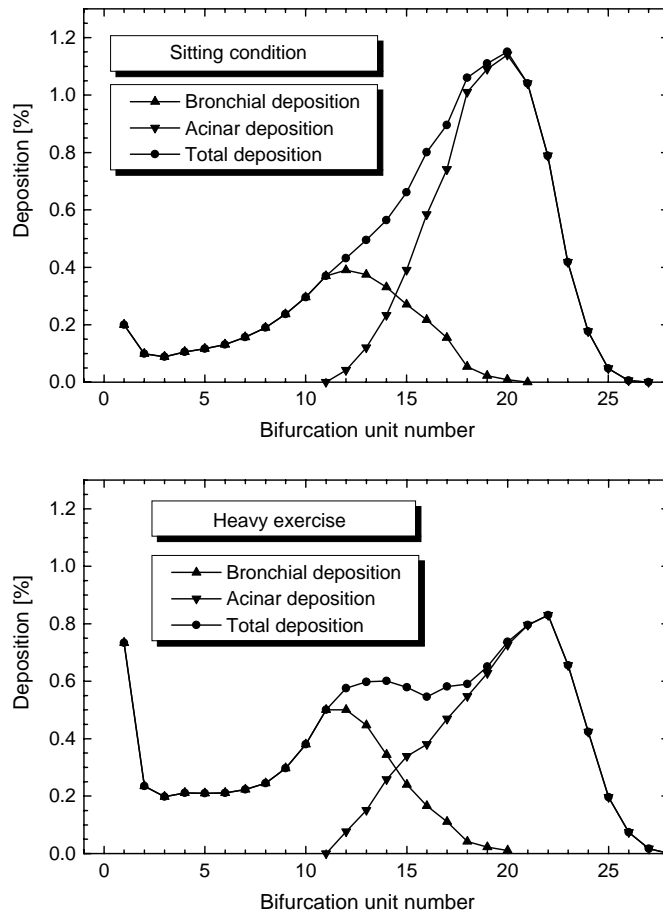 Sitting condition
Bronchial deposition
Acinar deposition
Total deposition
Deposition [%]
1.2
1.0
0.8
0.6
0.4
0.2
0.0
0 5 10 15 20 25
Bifurcation unit number
Heavy exercise
Bronchial deposition
Acinar deposition
Total deposition
Deposition [%]
1.2
1.0
0.8
0.6
0.4
0.2
0.0
0 5 10 15 20 25
Bifurcation unit number